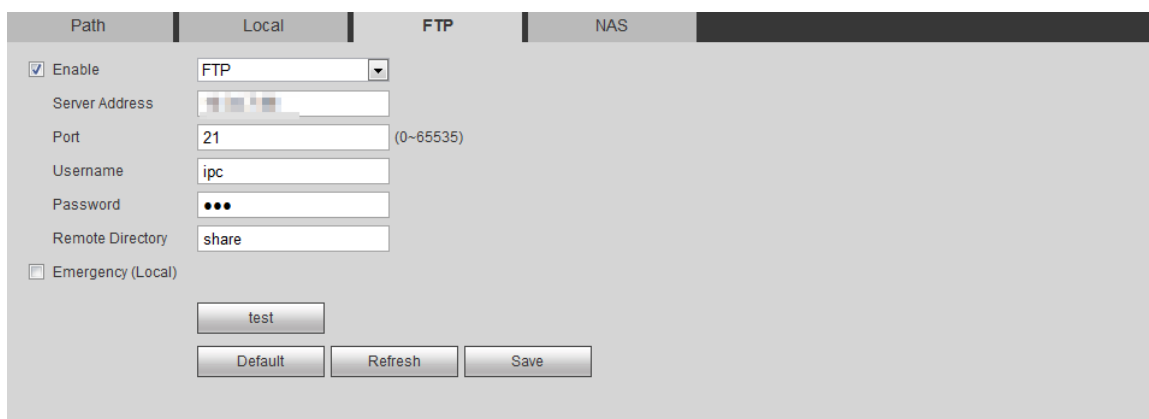 Path Local FTP NAS
Enable FTP
Server Address
Port 21 (0~65535)
Username ipc
Password ●●●
Remote Directory share
Emergency (Local)
test
Default Refresh Save